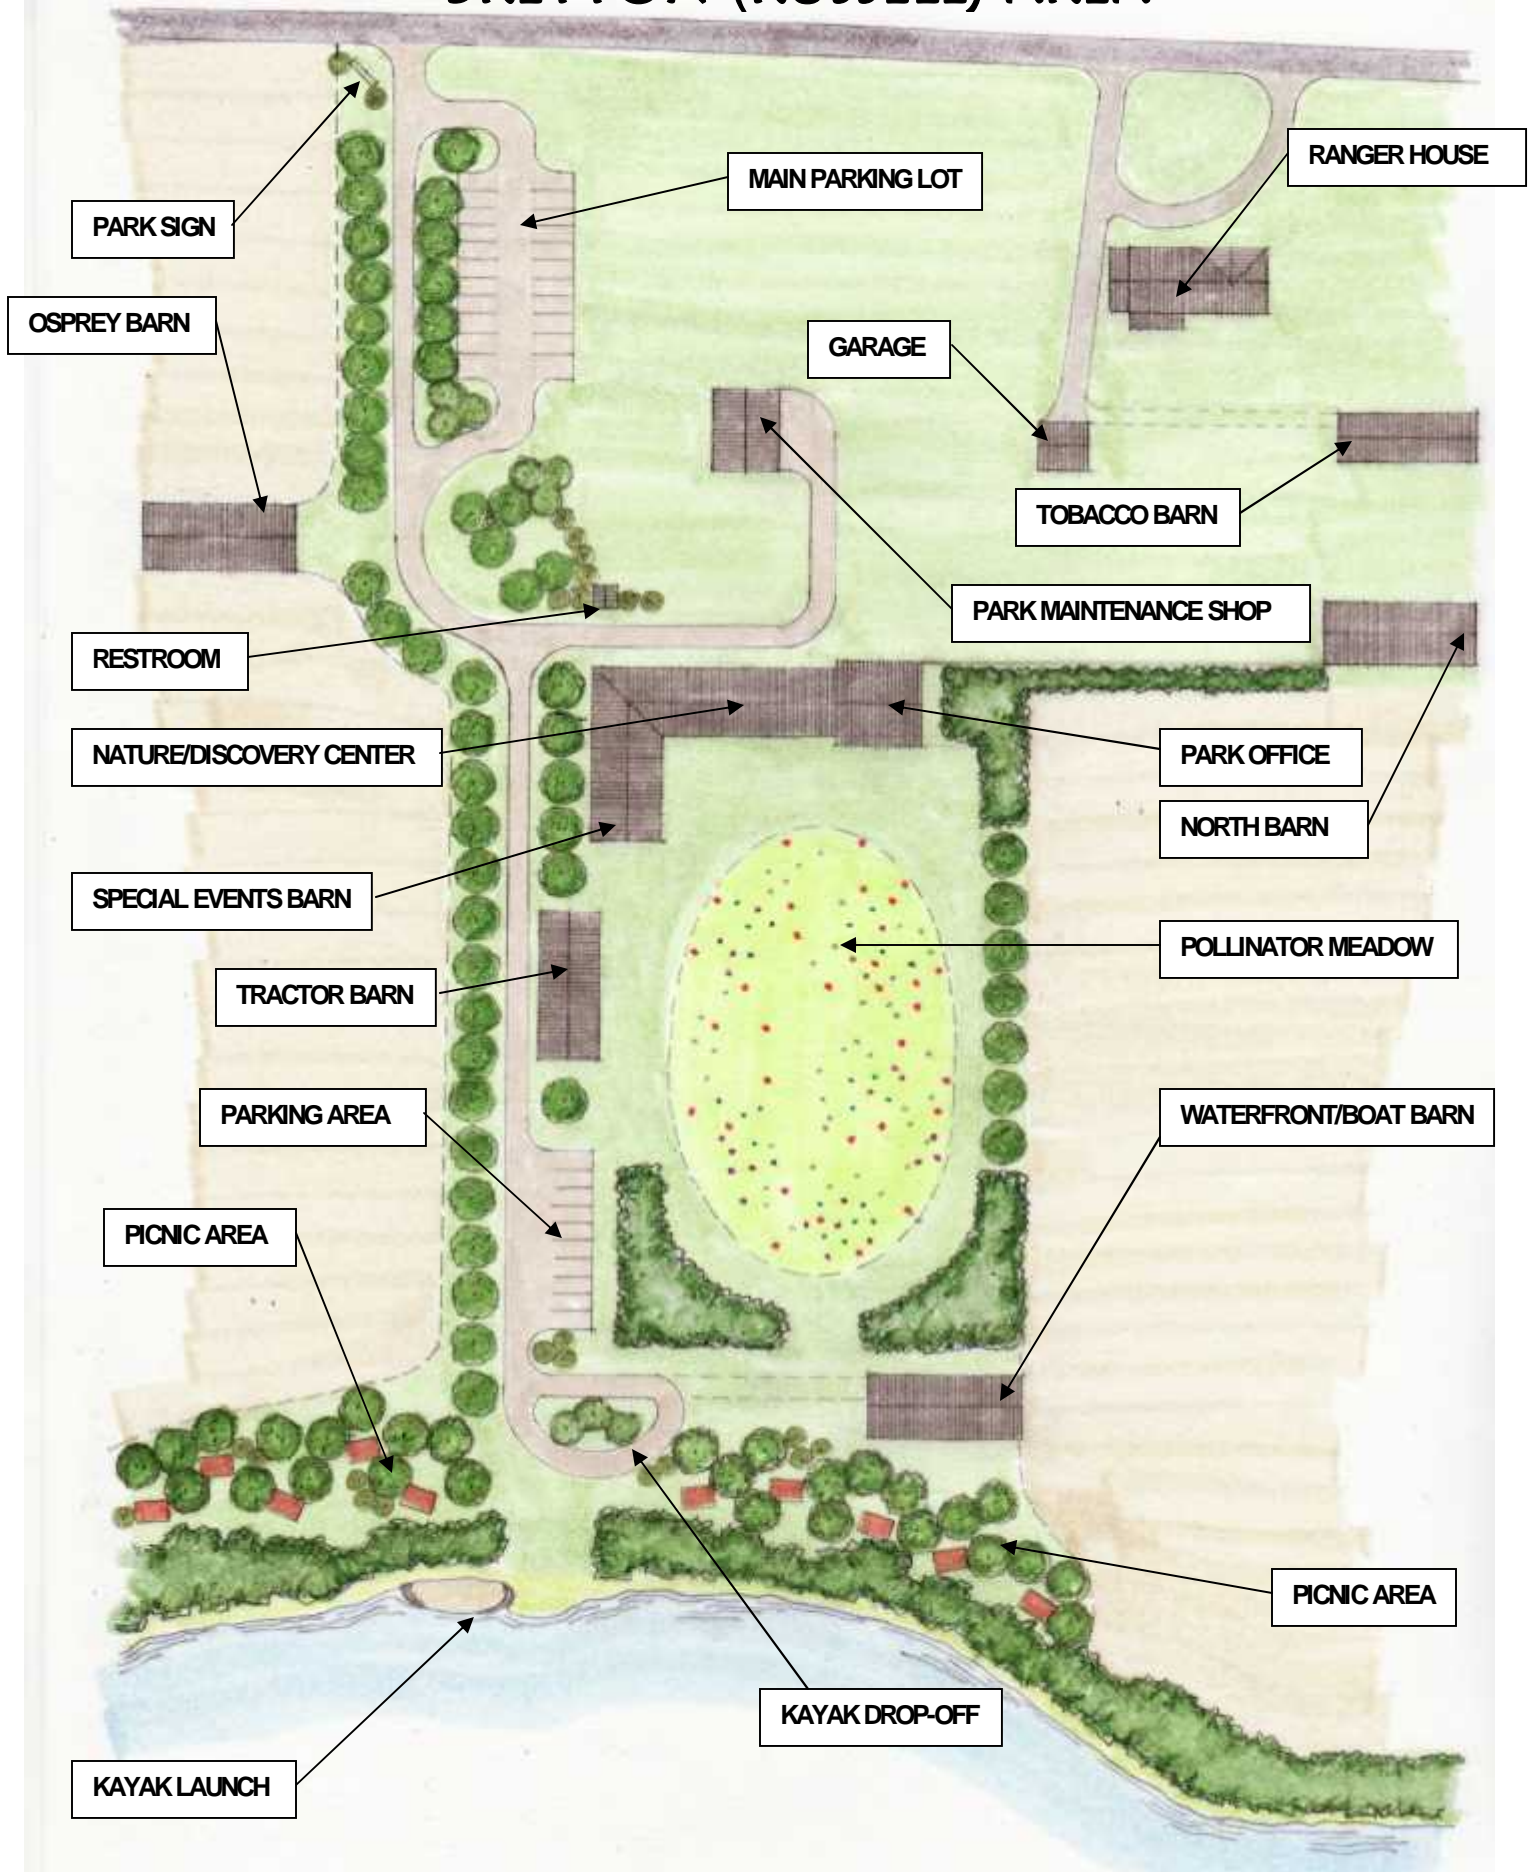 AREA
RANGER HOUSE
MAIN PARKING LOT
PARK SIGN
OSPREY BARN
GARAGE
TOBACCO BARN
PARK MAINTENANCE SHOP
RESTROOM
NATURE/DISCOVERY CENTER
PARK OFFICE
NORTH BARN
SPECIAL EVENTS BARN
POLLINATOR MEADOW
TRACTOR BARN
PARKING AREA
WATERFRONT/BOAT BARN
PICNIC AREA
PICNIC AREA
KAYAK DROP-OFF
KAYAK LAUNCH